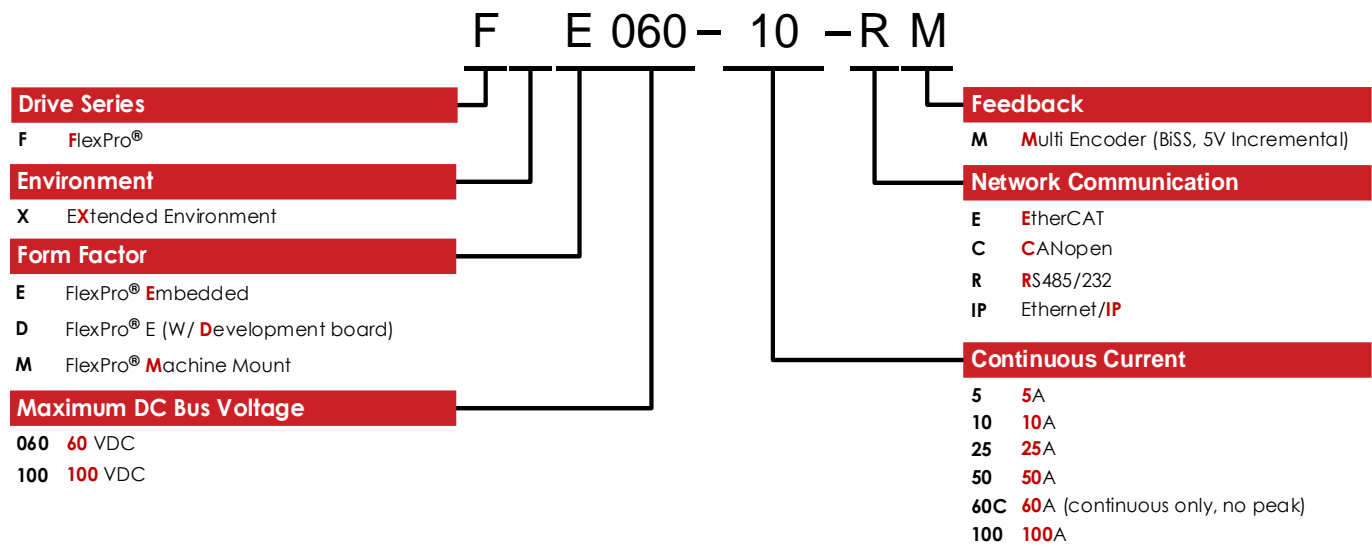 F E 060 – 10 – R M
Drive Series
F FlexPro®
Environment
X EXtended Environment
Form Factor
E FlexPro® Embedded
D FlexPro® E (W/ Development board)
M FlexPro® Machine Mount
Maximum DC Bus Voltage
060 60 VDC
100 100 VDC
Feedback
M Multi Encoder (BiSS, 5V Incremental)
Network Communication
E EtherCAT
C CANopen
R RS485/232
IP Ethernet/IP
Continuous Current
5 5A
10 10A
25 25A
50 50A
60C 60A (continuous only, no peak)
100 100A